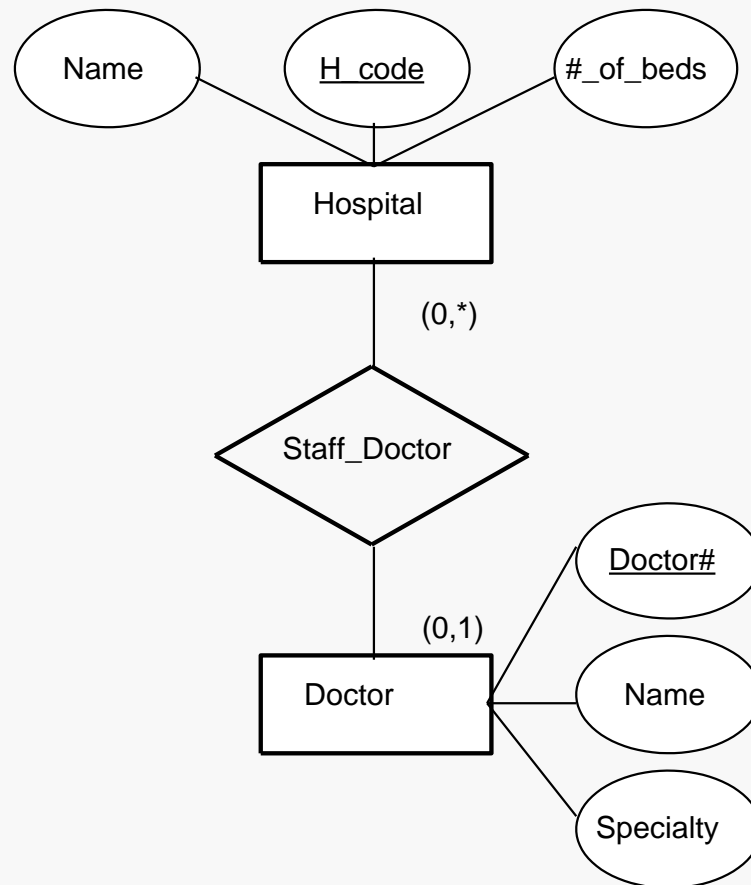 Name
H_code
#_of_beds
Hospital
(0,*)
Staff_Doctor
Doctor#
(0,1)
Doctor
Name
Specialty